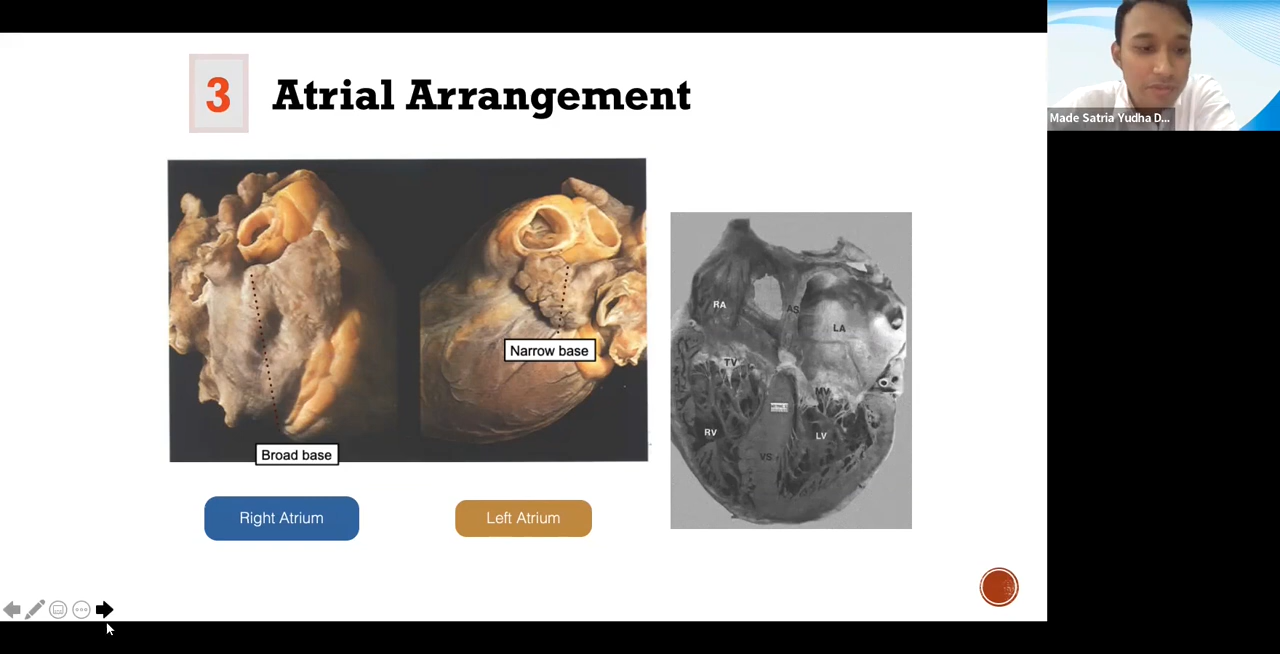 3 Atrial Arrangement
Made Satria Yudha D...
Narrow base
Broad base
Right Atrium
Left Atrium
RA
AS
LA
TV
MV
RV
LV
VS